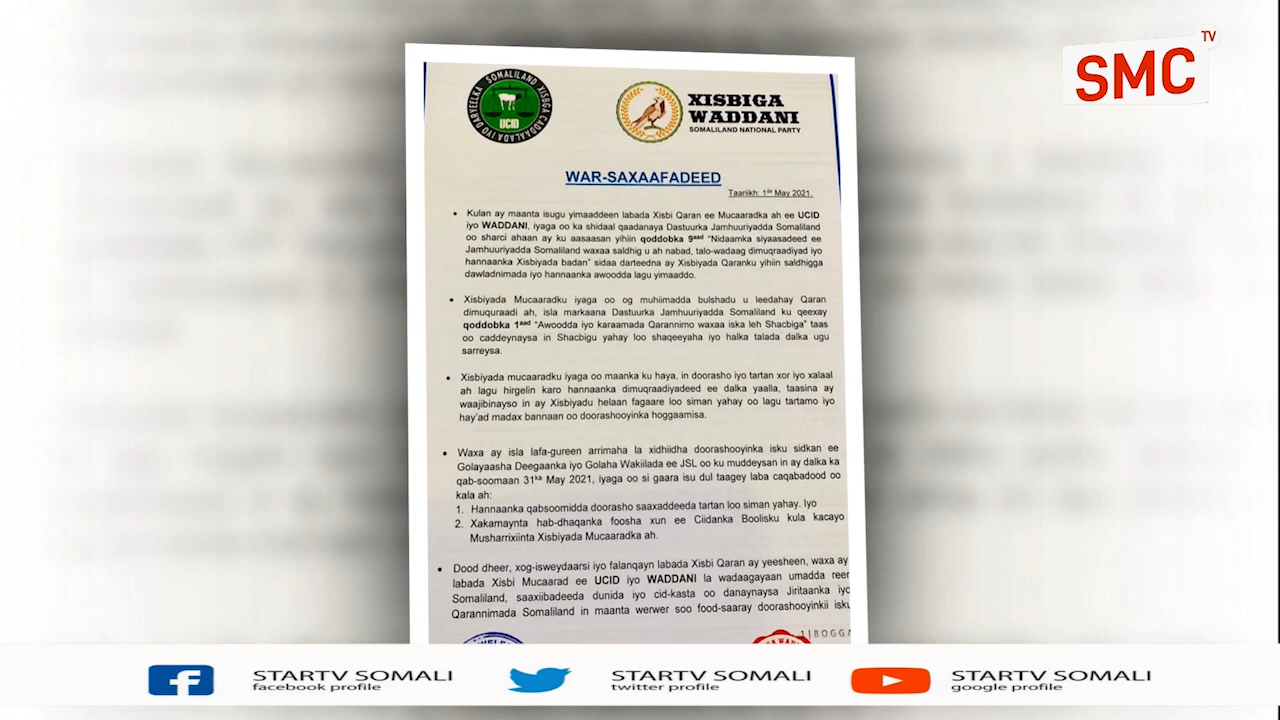 SMC TV
SOMALILAND XISBGA CADDAALADA IYO DARYEELKA
UCID
XISBIGA
WADDANI
SOMALILAND NATIONAL PARTY
WAR-SAXAAFADEED
Taariikh: 1da May 2021.
• Kulan ay maanta isugu yimaaddeen labada Xisbi Qaran ee Mucaaradka ah ee UCID
iyo WADDANI, iyaga oo ka shidaal qaadanaya Dastuurka Jamhuuriyadda Somaliland
oo sharci ahaan ay ku aasaasan yihiin qoddobka 9aad “Nidaamka siyaasadeed ee
Jamhuuriyadda Somaliland waxaa saldhig u ah nabad, talo-wadaag dimuqraadiyad iyo
hannaanka Xisbiyada badan” sidaa darteedna ay Xisbiyada Qaranku yihiin saldhigga
dawladnimada iyo hannaanka awoodda lagu yimaaddo.
• Xisbiyada Mucaaradku iyaga oo og muhiimadda bulshadu u leedahay Qaran
dimuquraadi ah, isla markaana Dastuurka Jamhuuriyadda Somaliland ku qeexay
qoddobka 1aad “Awoodda iyo karaamada Qarannimo waxaa iska leh Shacbiga” taas
oo caddeynaysa in Shacbigu yahay loo shaqeeyaha iyo halka talada dalka ugu
sarreysa.
• Xisbiyada mucaaradku iyaga oo maanka ku haya, in doorasho iyo tartan xor iyo xalaal
ah lagu hirgelin karo hannaanka dimuqraadiyadeed ee dalka yaalla, taasina ay
waajibinayso in ay Xisbiyadu helaan fagaare loo siman yahay oo lagu tartamo iyo
hay’ad madax bannaan oo doorashooyinka hoggaamisa.
• Waxa ay isla lafa-gureen arrimaha la xidhiidha doorashooyinka isku sidkan ee
Golayaasha Deegaanka iyo Golaha Wakiilada ee JSL oo ku muddeysan in ay dalka ka
qab-soomaan 31ka May 2021, iyaga oo si gaara isu dul taagey laba caqabadood oo
kala ah:
1. Hannaanka qabsoomidda doorasho saaxaddeeda tartan loo siman yahay. Iyo
2. Xakamaynta hab-dhaqanka foosha xun ee Ciidanka Boolisku kula kacayo
Musharrixiinta Xisbiyada Mucaaradka ah.
• Dood dheer, xog-isweydaarsi iyo falanqayn labada Xisbi Qaran ay yeesheen, waxa ay
labada Xisbi Mucaarad ee UCID iyo WADDANI la wadaagayaan umadda reer
Somaliland, saaxiibadeeda dunida iyo cid-kasta oo danaynaysa Jiritaanka iyo
Qarannimada Somaliland in maanta werwer soo food-saaray doorashooyinkii isku
1|BOGGA
STARTV SOMALI
facebook profile
STARTV SOMALI
twitter profile
STARTV SOMALI
google profile